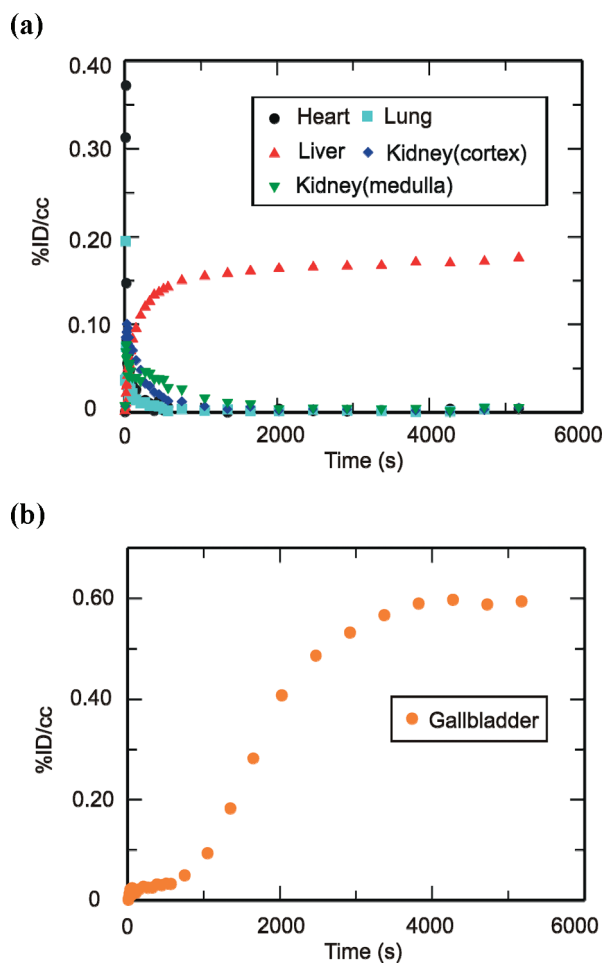 (a)
0.40
0.30
0.20
0.10
0
%ID/cc
Heart Lung
Liver Kidney(cortex)
Kidney(medulla)
0 2000 4000 6000
Time (s)
(b)
0.60
0.40
0.20
0
%ID/cc
Gallbladder
0 2000 4000 6000
Time (s)